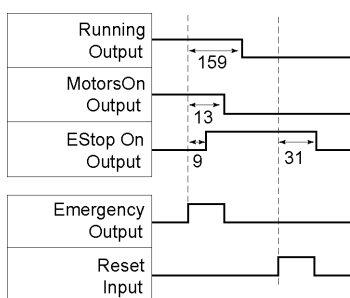 Running
Output
159
MotorsOn
Output
13
EStop On
Output
9
31
Emergency
Output
Reset
Input